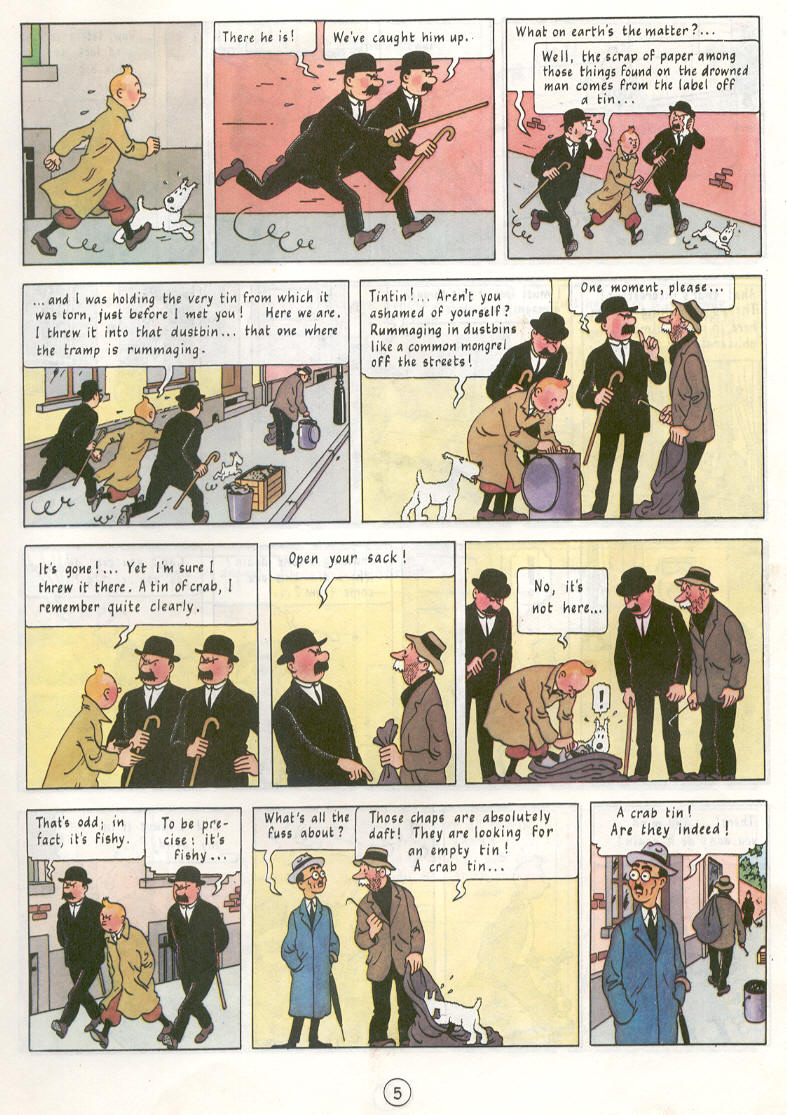 There he is!
We've caught him up.
What on earth's the matter?...
Well, the scrap of paper among
those things found on the drowned
man comes from the label off
a tin...
...and I was holding the very tin from which it
was torn, just before I met you! Here we are.
I threw it into that dustbin... that one where
the tramp is rummaging.
Tintin!... Aren't you
ashamed of yourself?
Rummaging in dustbins
like a common mongrel
off the streets!
One moment, please...
It's gone!... Yet I'm sure I
threw it there. A tin of crab, I
remember quite clearly.
Open your sack!
No, it's
not here...
!
That's odd; in
fact, it's fishy.
To be pre-
cise: it's
fishy...
What's all the
fuss about?
Those chaps are absolutely
daft! They are looking for
an empty tin!
A crab tin...
A crab tin!
Are they indeed!
5